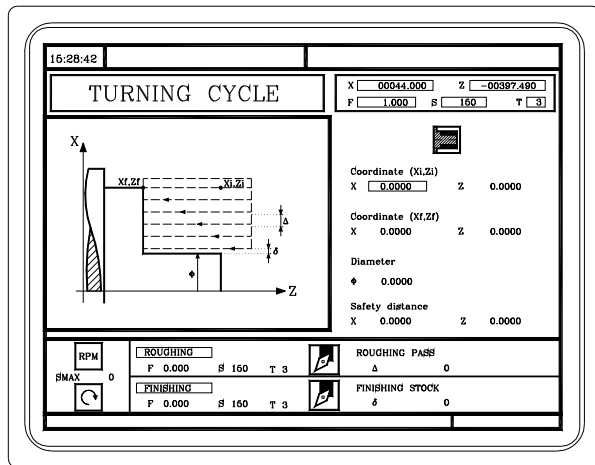 15:28:42
TURNING CYCLE
X 00044.000 Z -00397.490
F 1.000 S 150 T 3
X
Xf,Zf Xi,Zi
Δ
δ
Φ
Z
Coordinate (Xi,Zi)
X 0.0000 Z 0.0000
Coordinate (Xf,Zf)
X 0.0000 Z 0.0000
Diameter
Φ 0.0000
Safety distance
X 0.0000 Z 0.0000
RPM
SMAX 0
ROUGHING
F 0.000 S 150 T 3
ROUGHING PASS
Δ 0
FINISHING
F 0.000 S 150 T 3
FINISHING STOCK
δ 0